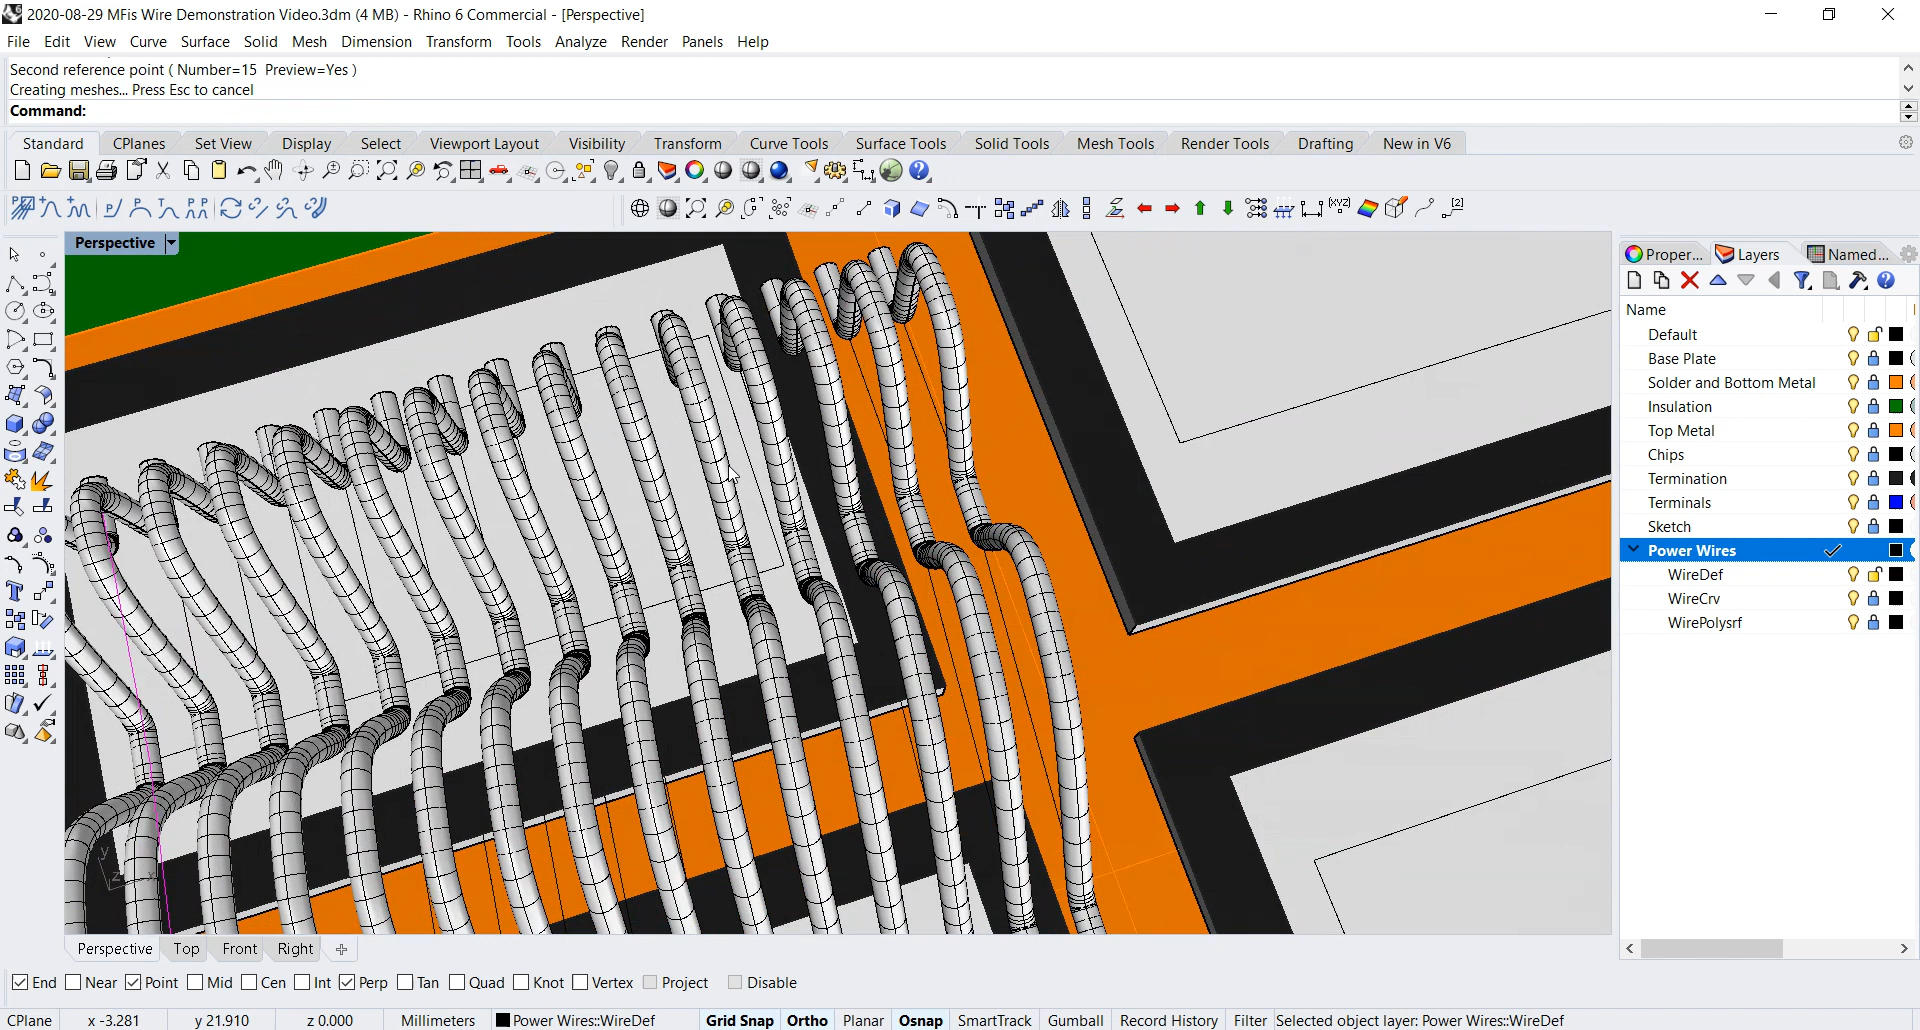 2020-08-29 MFis Wire Demonstration Video.3dm (4 MB) - Rhino 6 Commercial - [Perspective]
File Edit View Curve Surface Solid Mesh Dimension Transform Tools Analyze Render Panels Help
Second reference point ( Number=15 Preview=Yes )
Creating meshes... Press Esc to cancel
Command:
Standard CPlanes Set View Display Select Viewport Layout Visibility Transform Curve Tools Surface Tools Solid Tools Mesh Tools Render Tools Drafting New in V6
Perspective
Proper... Layers Named...
Name
Default
Base Plate
Solder and Bottom Metal
Insulation
Top Metal
Chips
Termination
Terminals
Sketch
Power Wires
WireDef
WireCrv
WirePolysrf
y
z x
Perspective Top Front Right
End Near Point Mid Cen Int Perp Tan Quad Knot Vertex Project Disable
CPlane x -3.281 y 21.910 z 0.000 Millimeters Power Wires::WireDef Grid Snap Ortho Planar Osnap SmartTrack Gumball Record History Filter Selected object layer: Power Wires::WireDef